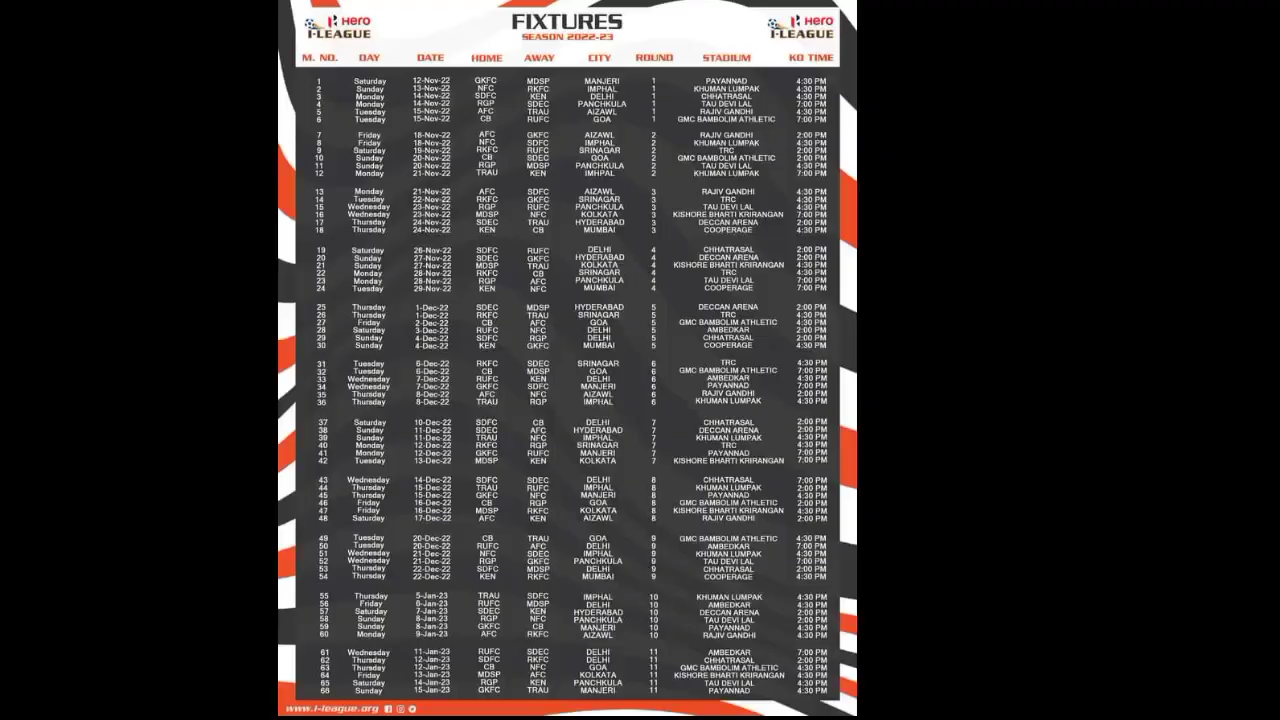 HERO
I-LEAGUE
FIXTURES
SEASON 2022-23
HERO
I-LEAGUE
M. NO. DAY DATE HOME AWAY CITY ROUND STADIUM KO TIME
1 Saturday 12-Nov-22 GKFC MDSP MANJERI 1 PAYANNAD 4:30 PM
2 Sunday 13-Nov-22 NFC RKFC IMPHAL 1 KHUMAN LUMPAK 4:30 PM
3 Monday 14-Nov-22 SDFC KEN DELHI 1 CHHATRASAL 4:30 PM
4 Monday 14-Nov-22 RGP SDEC PANCHKULA 1 TAU DEVI LAL 7:00 PM
5 Tuesday 15-Nov-22 AFC TRAU AIZAWL 1 RAJIV GANDHI 4:30 PM
6 Tuesday 15-Nov-22 CB RUFC GOA 1 GMC BAMBOLIM ATHLETIC 7:00 PM
7 Friday 18-Nov-22 AFC GKFC AIZAWL 2 RAJIV GANDHI 2:00 PM
8 Friday 18-Nov-22 NFC SDFC IMPHAL 2 KHUMAN LUMPAK 4:30 PM
9 Saturday 19-Nov-22 RKFC RUFC SRINAGAR 2 TRC 2:00 PM
10 Sunday 20-Nov-22 CB SDEC GOA 2 GMC BAMBOLIM ATHLETIC 2:00 PM
11 Sunday 20-Nov-22 RGP MDSP PANCHKULA 2 TAU DEVI LAL 4:30 PM
12 Monday 21-Nov-22 TRAU KEN IMHPAL 2 KHUMAN LUMPAK 7:00 PM
13 Monday 21-Nov-22 AFC SDFC AIZAWL 3 RAJIV GANDHI 4:30 PM
14 Tuesday 22-Nov-22 RKFC GKFC SRINAGAR 3 TRC 2:00 PM
15 Wednesday 23-Nov-22 RGP RUFC PANCHKULA 3 TAU DEVI LAL 4:30 PM
16 Wednesday 23-Nov-22 MDSP NFC KOLKATA 3 KISHORE BHARTI KRIRANGAN 7:00 PM
17 Thursday 24-Nov-22 SDEC TRAU HYDERABAD 3 DECCAN ARENA 2:00 PM
18 Thursday 24-Nov-22 KEN CB MUMBAI 3 COOPERAGE 4:30 PM
19 Saturday 26-Nov-22 SDFC RUFC DELHI 4 CHHATRASAL 2:00 PM
20 Sunday 27-Nov-22 SDEC GKFC HYDERABAD 4 DECCAN ARENA 2:00 PM
21 Sunday 27-Nov-22 MDSP TRAU KOLKATA 4 KISHORE BHARTI KRIRANGAN 4:30 PM
22 Monday 28-Nov-22 RKFC CB SRINAGAR 4 TRC 4:30 PM
23 Monday 28-Nov-22 RGP AFC PANCHKULA 4 TAU DEVI LAL 7:00 PM
24 Tuesday 29-Nov-22 KEN NFC MUMBAI 4 COOPERAGE 7:00 PM
25 Thursday 1-Dec-22 SDEC MDSP HYDERABAD 5 DECCAN ARENA 2:00 PM
26 Thursday 1-Dec-22 RKFC TRAU SRINAGAR 5 TRC 4:30 PM
27 Friday 2-Dec-22 CB AFC GOA 5 GMC BAMBOLIM ATHLETIC 4:30 PM
28 Saturday 3-Dec-22 RUFC NFC DELHI 5 AMBEDKAR 2:00 PM
29 Sunday 4-Dec-22 SDFC RGP DELHI 5 CHHATRASAL 2:00 PM
30 Sunday 4-Dec-22 KEN GKFC MUMBAI 5 COOPERAGE 4:30 PM
31 Tuesday 6-Dec-22 RKFC SDEC SRINAGAR 6 TRC 4:30 PM
32 Tuesday 6-Dec-22 CB MDSP GOA 6 GMC BAMBOLIM ATHLETIC 7:00 PM
33 Wednesday 7-Dec-22 RUFC KEN DELHI 6 AMBEDKAR 4:30 PM
34 Wednesday 7-Dec-22 GKFC SDFC MANJERI 6 PAYANNAD 7:00 PM
35 Thursday 8-Dec-22 AFC NFC AIZAWL 6 RAJIV GANDHI 2:00 PM
36 Thursday 8-Dec-22 TRAU RGP IMPHAL 6 KHUMAN LUMPAK 4:30 PM
37 Saturday 10-Dec-22 SDFC CB DELHI 7 CHHATRASAL 2:00 PM
38 Sunday 11-Dec-22 SDEC AFC HYDERABAD 7 DECCAN ARENA 2:00 PM
39 Sunday 11-Dec-22 TRAU NFC IMPHAL 7 KHUMAN LUMPAK 4:30 PM
40 Monday 12-Dec-22 RKFC RGP SRINAGAR 7 TRC 4:30 PM
41 Monday 12-Dec-22 GKFC RUFC MANJERI 7 PAYANNAD 7:00 PM
42 Tuesday 13-Dec-22 MDSP KEN KOLKATA 7 KISHORE BHARTI KRIRANGAN 7:00 PM
43 Wednesday 14-Dec-22 SDFC SDEC DELHI 8 CHHATRASAL 7:00 PM
44 Thursday 15-Dec-22 TRAU RUFC IMPHAL 8 KHUMAN LUMPAK 2:00 PM
45 Thursday 15-Dec-22 GKFC NFC MANJERI 8 PAYANNAD 4:30 PM
46 Friday 16-Dec-22 CB RGP GOA 8 GMC BAMBOLIM ATHLETIC 2:00 PM
47 Friday 16-Dec-22 MDSP RKFC KOLKATA 8 KISHORE BHARTI KRIRANGAN 4:30 PM
48 Saturday 17-Dec-22 AFC KEN AIZAWL 8 RAJIV GANDHI 2:00 PM
49 Tuesday 20-Dec-22 CB TRAU GOA 9 GMC BAMBOLIM ATHLETIC 4:30 PM
50 Tuesday 20-Dec-22 RUFC AFC DELHI 9 AMBEDKAR 7:00 PM
51 Wednesday 21-Dec-22 NFC SDEC IMPHAL 9 KHUMAN LUMPAK 4:30 PM
52 Wednesday 21-Dec-22 RGP GKFC PANCHKULA 9 TAU DEVI LAL 7:00 PM
53 Thursday 22-Dec-22 SDFC MDSP DELHI 9 CHHATRASAL 2:00 PM
54 Thursday 22-Dec-22 KEN RKFC MUMBAI 9 COOPERAGE 4:30 PM
55 Thursday 5-Jan-23 TRAU SDFC IMPHAL 10 KHUMAN LUMPAK 4:30 PM
56 Friday 6-Jan-23 RUFC MDSP DELHI 10 AMBEDKAR 4:30 PM
57 Saturday 7-Jan-23 SDEC KEN HYDERABAD 10 DECCAN ARENA 2:00 PM
58 Sunday 8-Jan-23 RGP NFC PANCHKULA 10 TAU DEVI LAL 2:00 PM
59 Sunday 8-Jan-23 GKFC CB MANJERI 10 PAYANNAD 4:30 PM
60 Monday 9-Jan-23 AFC RKFC AIZAWL 10 RAJIV GANDHI 4:30 PM
61 Wednesday 11-Jan-23 RUFC SDEC DELHI 11 AMBEDKAR 7:00 PM
62 Thursday 12-Jan-23 SDFC RKFC DELHI 11 CHHATRASAL 2:00 PM
63 Thursday 12-Jan-23 CB NFC GOA 11 GMC BAMBOLIM ATHLETIC 4:30 PM
64 Friday 13-Jan-23 MDSP AFC KOLKATA 11 KISHORE BHARTI KRIRANGAN 4:30 PM
65 Saturday 14-Jan-23 RGP KEN PANCHKULA 11 TAU DEVI LAL 4:30 PM
66 Sunday 15-Jan-23 GKFC TRAU MANJERI 11 PAYANNAD 4:30 PM
www.i-league.org